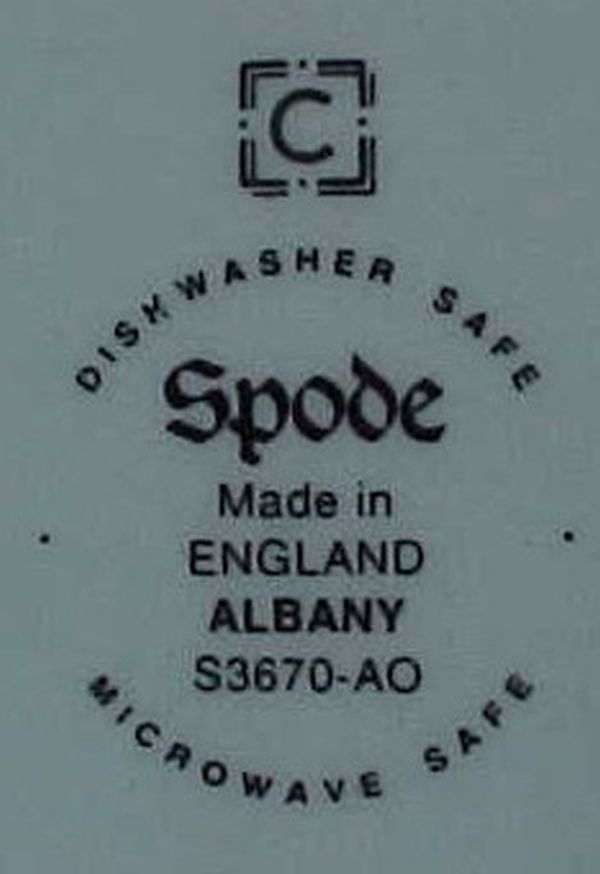 C
DISHWASHER SAFE
Spode
Made in
ENGLAND
ALBANY
S3670-AO
MICROWAVE SAFE